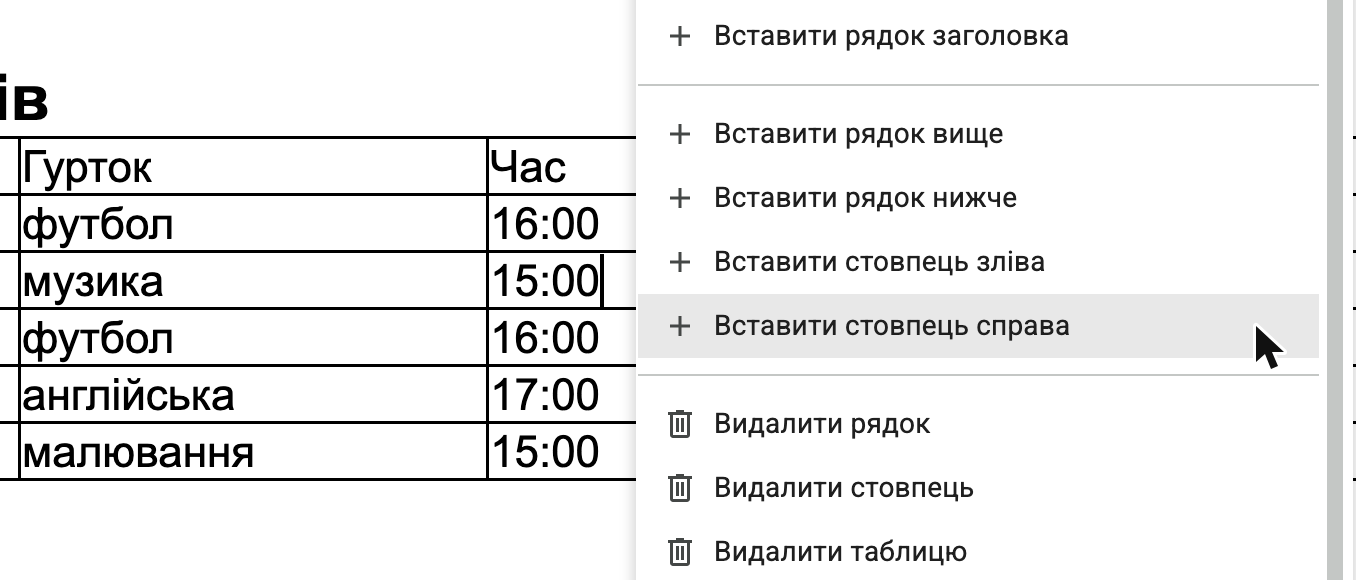 ів
Гурток Час
футбол 16:00
музика 15:00
футбол 16:00
англійська 17:00
малювання 15:00
Вставити рядок заголовка
Вставити рядок вище
Вставити рядок нижче
Вставити стовпець зліва
Вставити стовпець справа
Видалити рядок
Видалити стовпець
Видалити таблицю